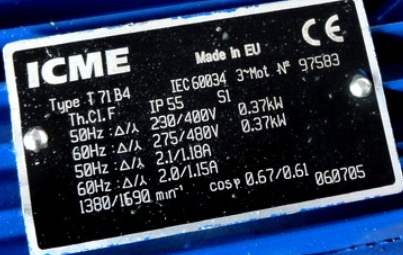 ICME Made In EU CE
Type T 71 B4 IEC 60034 3~Mot. Nº 97583
Th.Cl. F IP 55 S1
50Hz : Δ/⅄ 230/400V 0.37kW
60Hz : Δ/⅄ 275/480V 0.37kW
50Hz : Δ/⅄ 2.1/1.18A
60Hz : Δ/⅄ 2.0/1.15A
1380/1690 min⁻¹ cosφ 0.67/0.61 060705